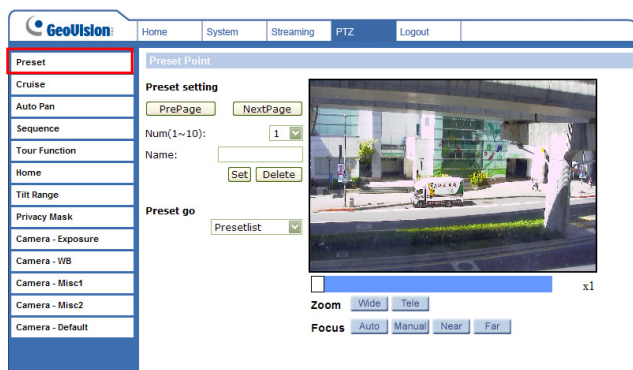 GeoVision
Home System Streaming PTZ Logout
Preset
Cruise
Auto Pan
Sequence
Tour Function
Home
Tilt Range
Privacy Mask
Camera - Exposure
Camera - WB
Camera - Misc1
Camera - Misc2
Camera - Default
Preset Point
Preset setting
PrePage NextPage
Num(1~10): 1
Name:
Set Delete
Preset go
Presetlist
x1
Zoom Wide Tele
Focus Auto Manual Near Far